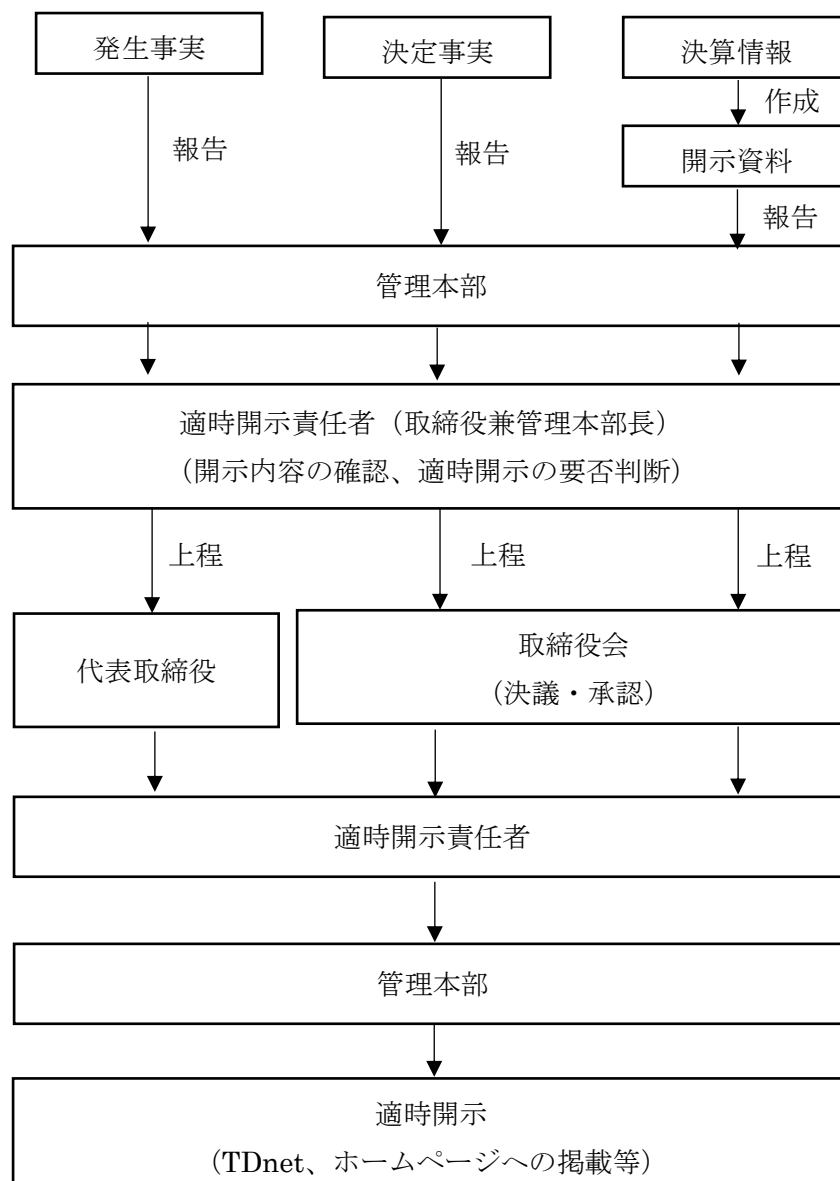 発生事実
決定事実
決算情報
作成
報告
報告
開示資料
報告
管理本部
適時開示責任者（取締役兼管理本部長）
（開示内容の確認、適時開示の要否判断）
上程
上程
上程
代表取締役
取締役会
（決議・承認）
適時開示責任者
管理本部
適時開示
（TDnet、ホームページへの掲載等）